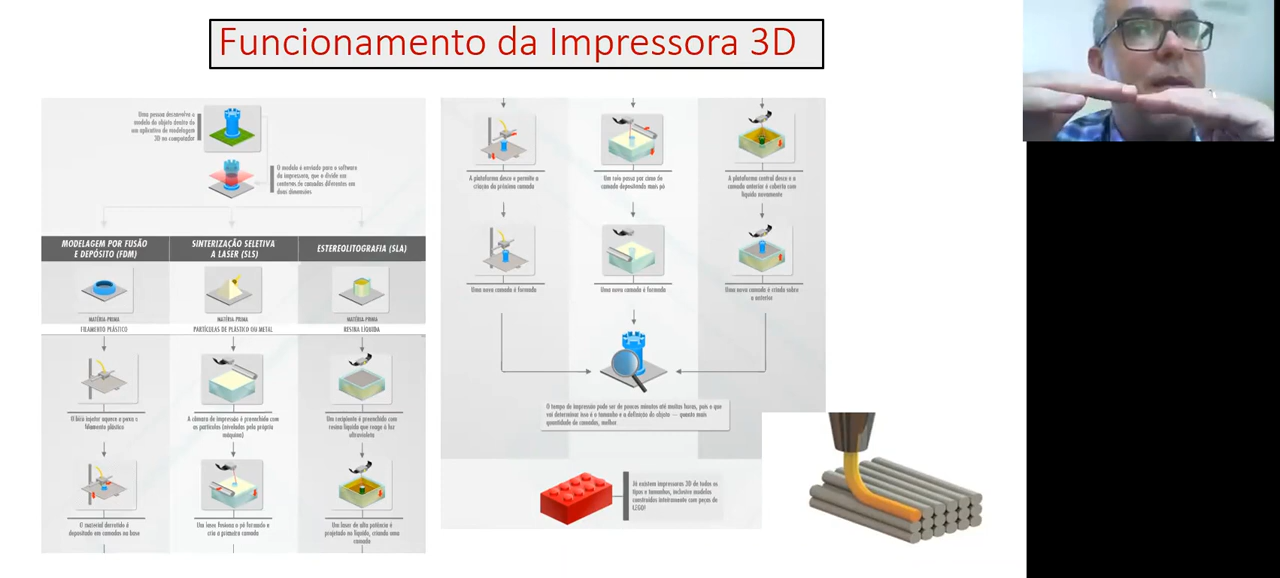 Funcionamento da Impressora 3D
Uma pessoa desenvolve o
modelo do objeto dentro de
um aplicativo de modelagem
3D no computador
O modelo é enviado para o software
da impressora, que o divide em
centenas de camadas diferentes em
duas dimensões
MODELAGEM POR FUSÃO
E DEPÓSITO (FDM)
SINTERIZAÇÃO SELETIVA
A LASER (SLS)
ESTEREOLITOGRAFIA (SLA)
MATÉRIA-PRIMA
FILAMENTO PLÁSTICO
MATÉRIA-PRIMA
PARTÍCULAS DE PLÁSTICO OU METAL
MATÉRIA-PRIMA
RESINA LÍQUIDA
O bico injetor aquece e puxa o
filamento plástico
A câmara de impressão é preenchida com
as partículas (niveladas pela própria
máquina)
Um recipiente é preenchido com
resina líquida que reage à luz
ultravioleta
O material derretido é
depositado em camadas na base
Um laser fusiona o pó formando e
cria a primeira camada
Um laser de alta potência é
projetado no líquido, criando uma
camada
A plataforma desce e permite a
criação da próxima camada
Um rolo passa por cima da
camada depositando mais pó
A plataforma central desce e a
camada anterior é coberta com
líquido novamente
Uma nova camada é formada
Uma nova camada é formada
Uma nova camada é criada sobre
a anterior
O tempo de impressão pode ser de poucos minutos até muitas horas, pois o que
vai determinar isso é o tamanho e a definição do objeto — quanto mais
quantidade de camadas, melhor
Já existem impressoras 3D de todos os
tipos e tamanhos, inclusive modelos
construídos inteiramente com peças de
LEGO!